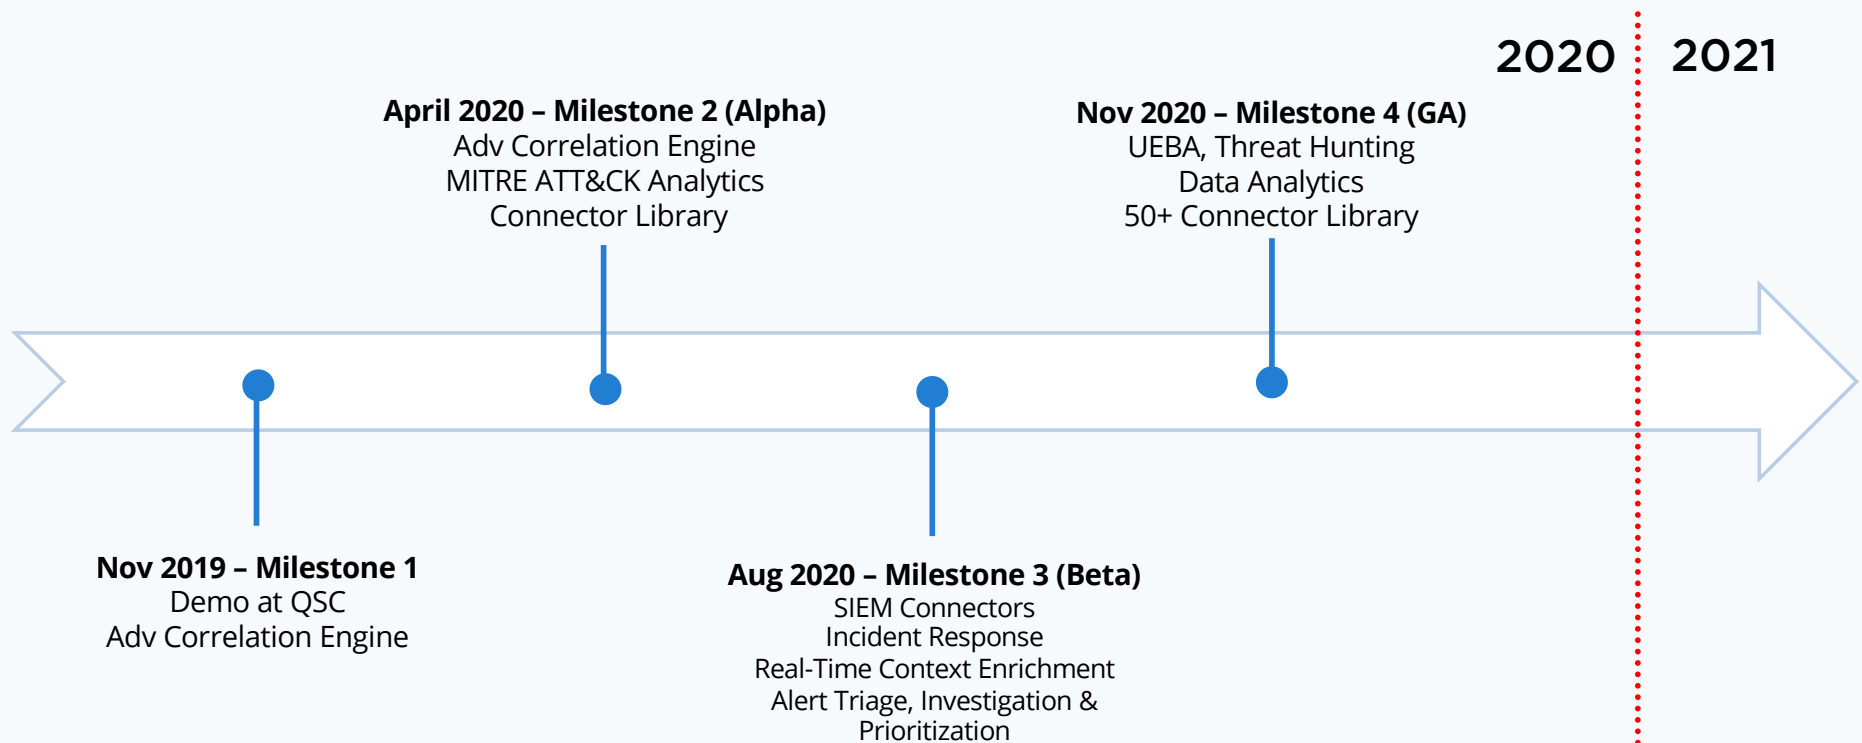 2020
2021
April 2020 – Milestone 2 (Alpha)
Adv Correlation Engine
MITRE ATT&CK Analytics
Connector Library
Nov 2020 – Milestone 4 (GA)
UEBA, Threat Hunting
Data Analytics
50+ Connector Library
Nov 2019 – Milestone 1
Demo at QSC
Adv Correlation Engine
Aug 2020 – Milestone 3 (Beta)
SIEM Connectors
Incident Response
Real-Time Context Enrichment
Alert Triage, Investigation &
Prioritization